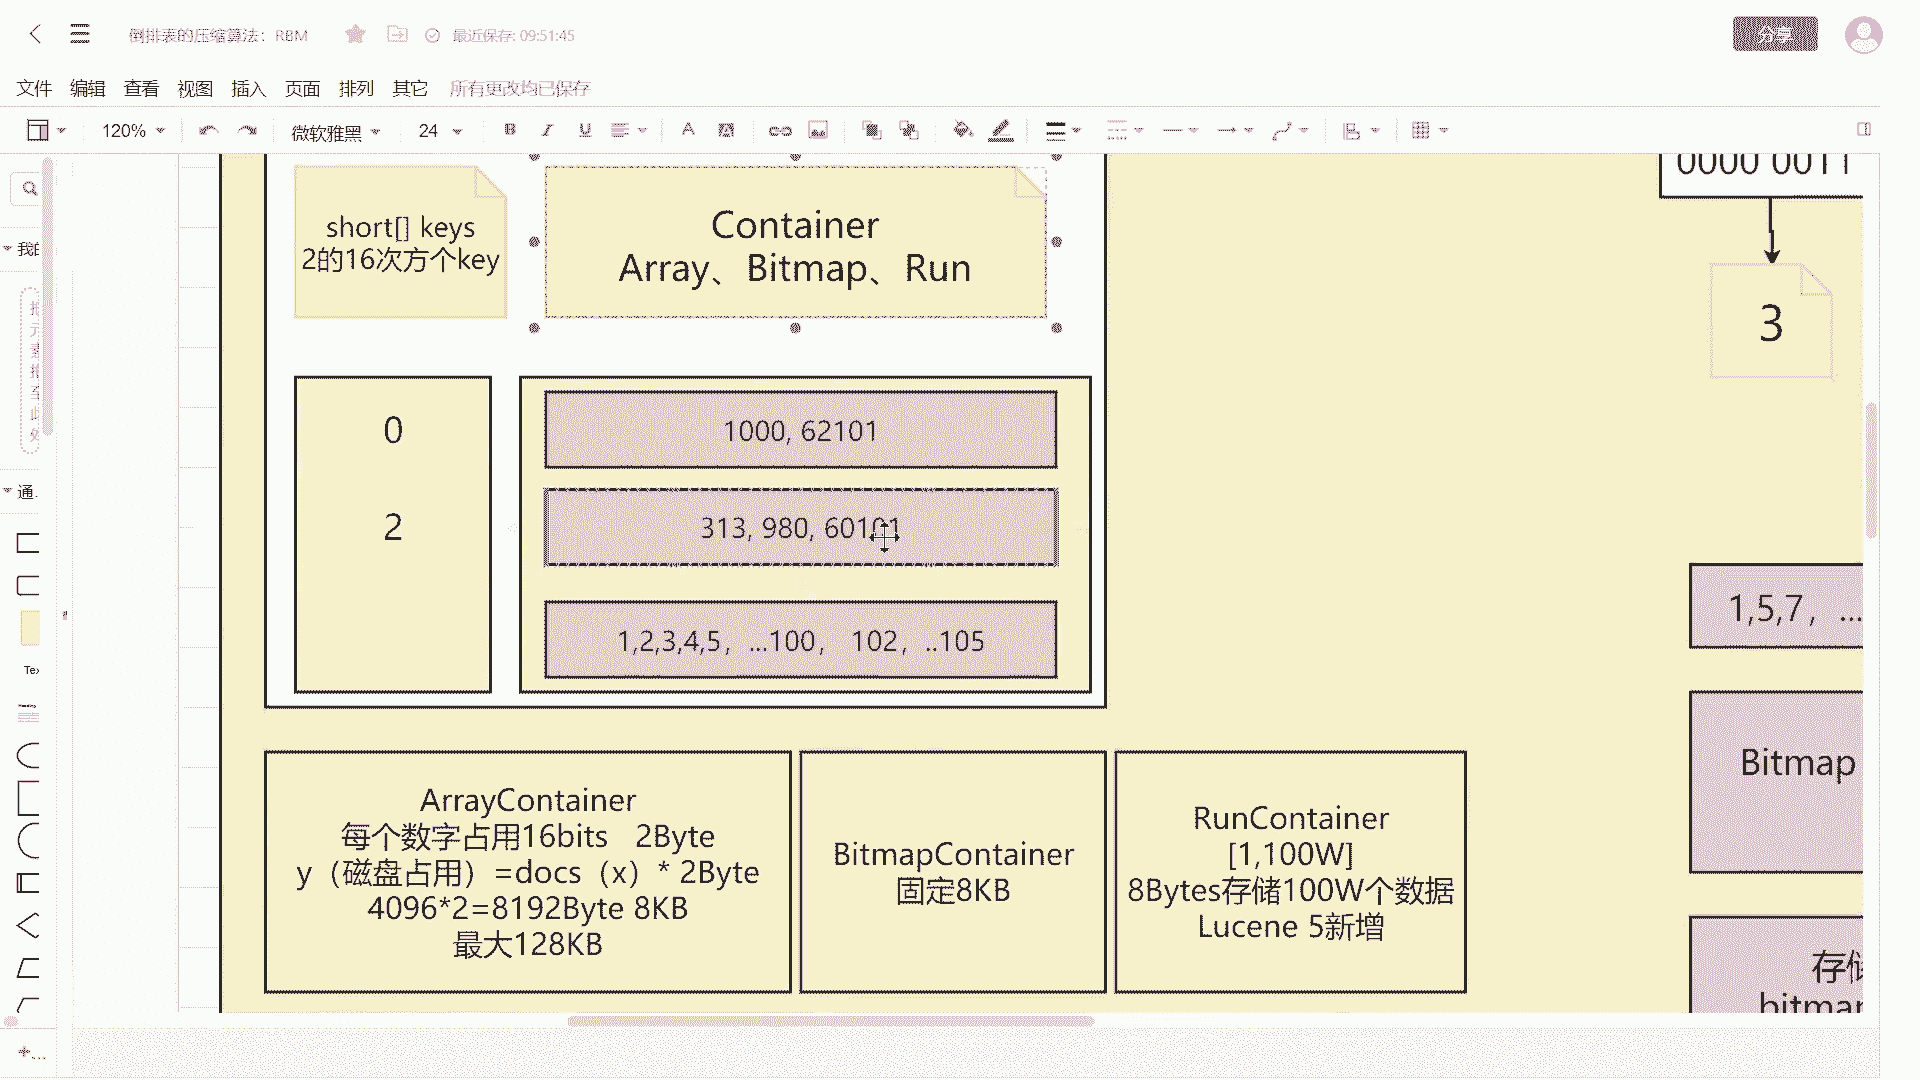 倒排表的压缩算法：RBM
最近保存: 09:51:45
分享
文件 编辑 查看 视图 插入 页面 排列 其它 所有更改均已保存
120% 微软雅黑 24
short[] keys
2的16次方个key
Container
Array、Bitmap、Run
0000 0011
3
0
1000, 62101
2
313, 980, 60101
1,2,3,4,5，...100， 102，..105
1,5,7，...
Bitmap
存储
bitmap
ArrayContainer
每个数字占用16bits 2Byte
y（磁盘占用）=docs（x）* 2Byte
4096*2=8192Byte 8KB
最大128KB
BitmapContainer
固定8KB
RunContainer
[1,100W]
8Bytes存储100W个数据
Lucene 5新增
我的
通.